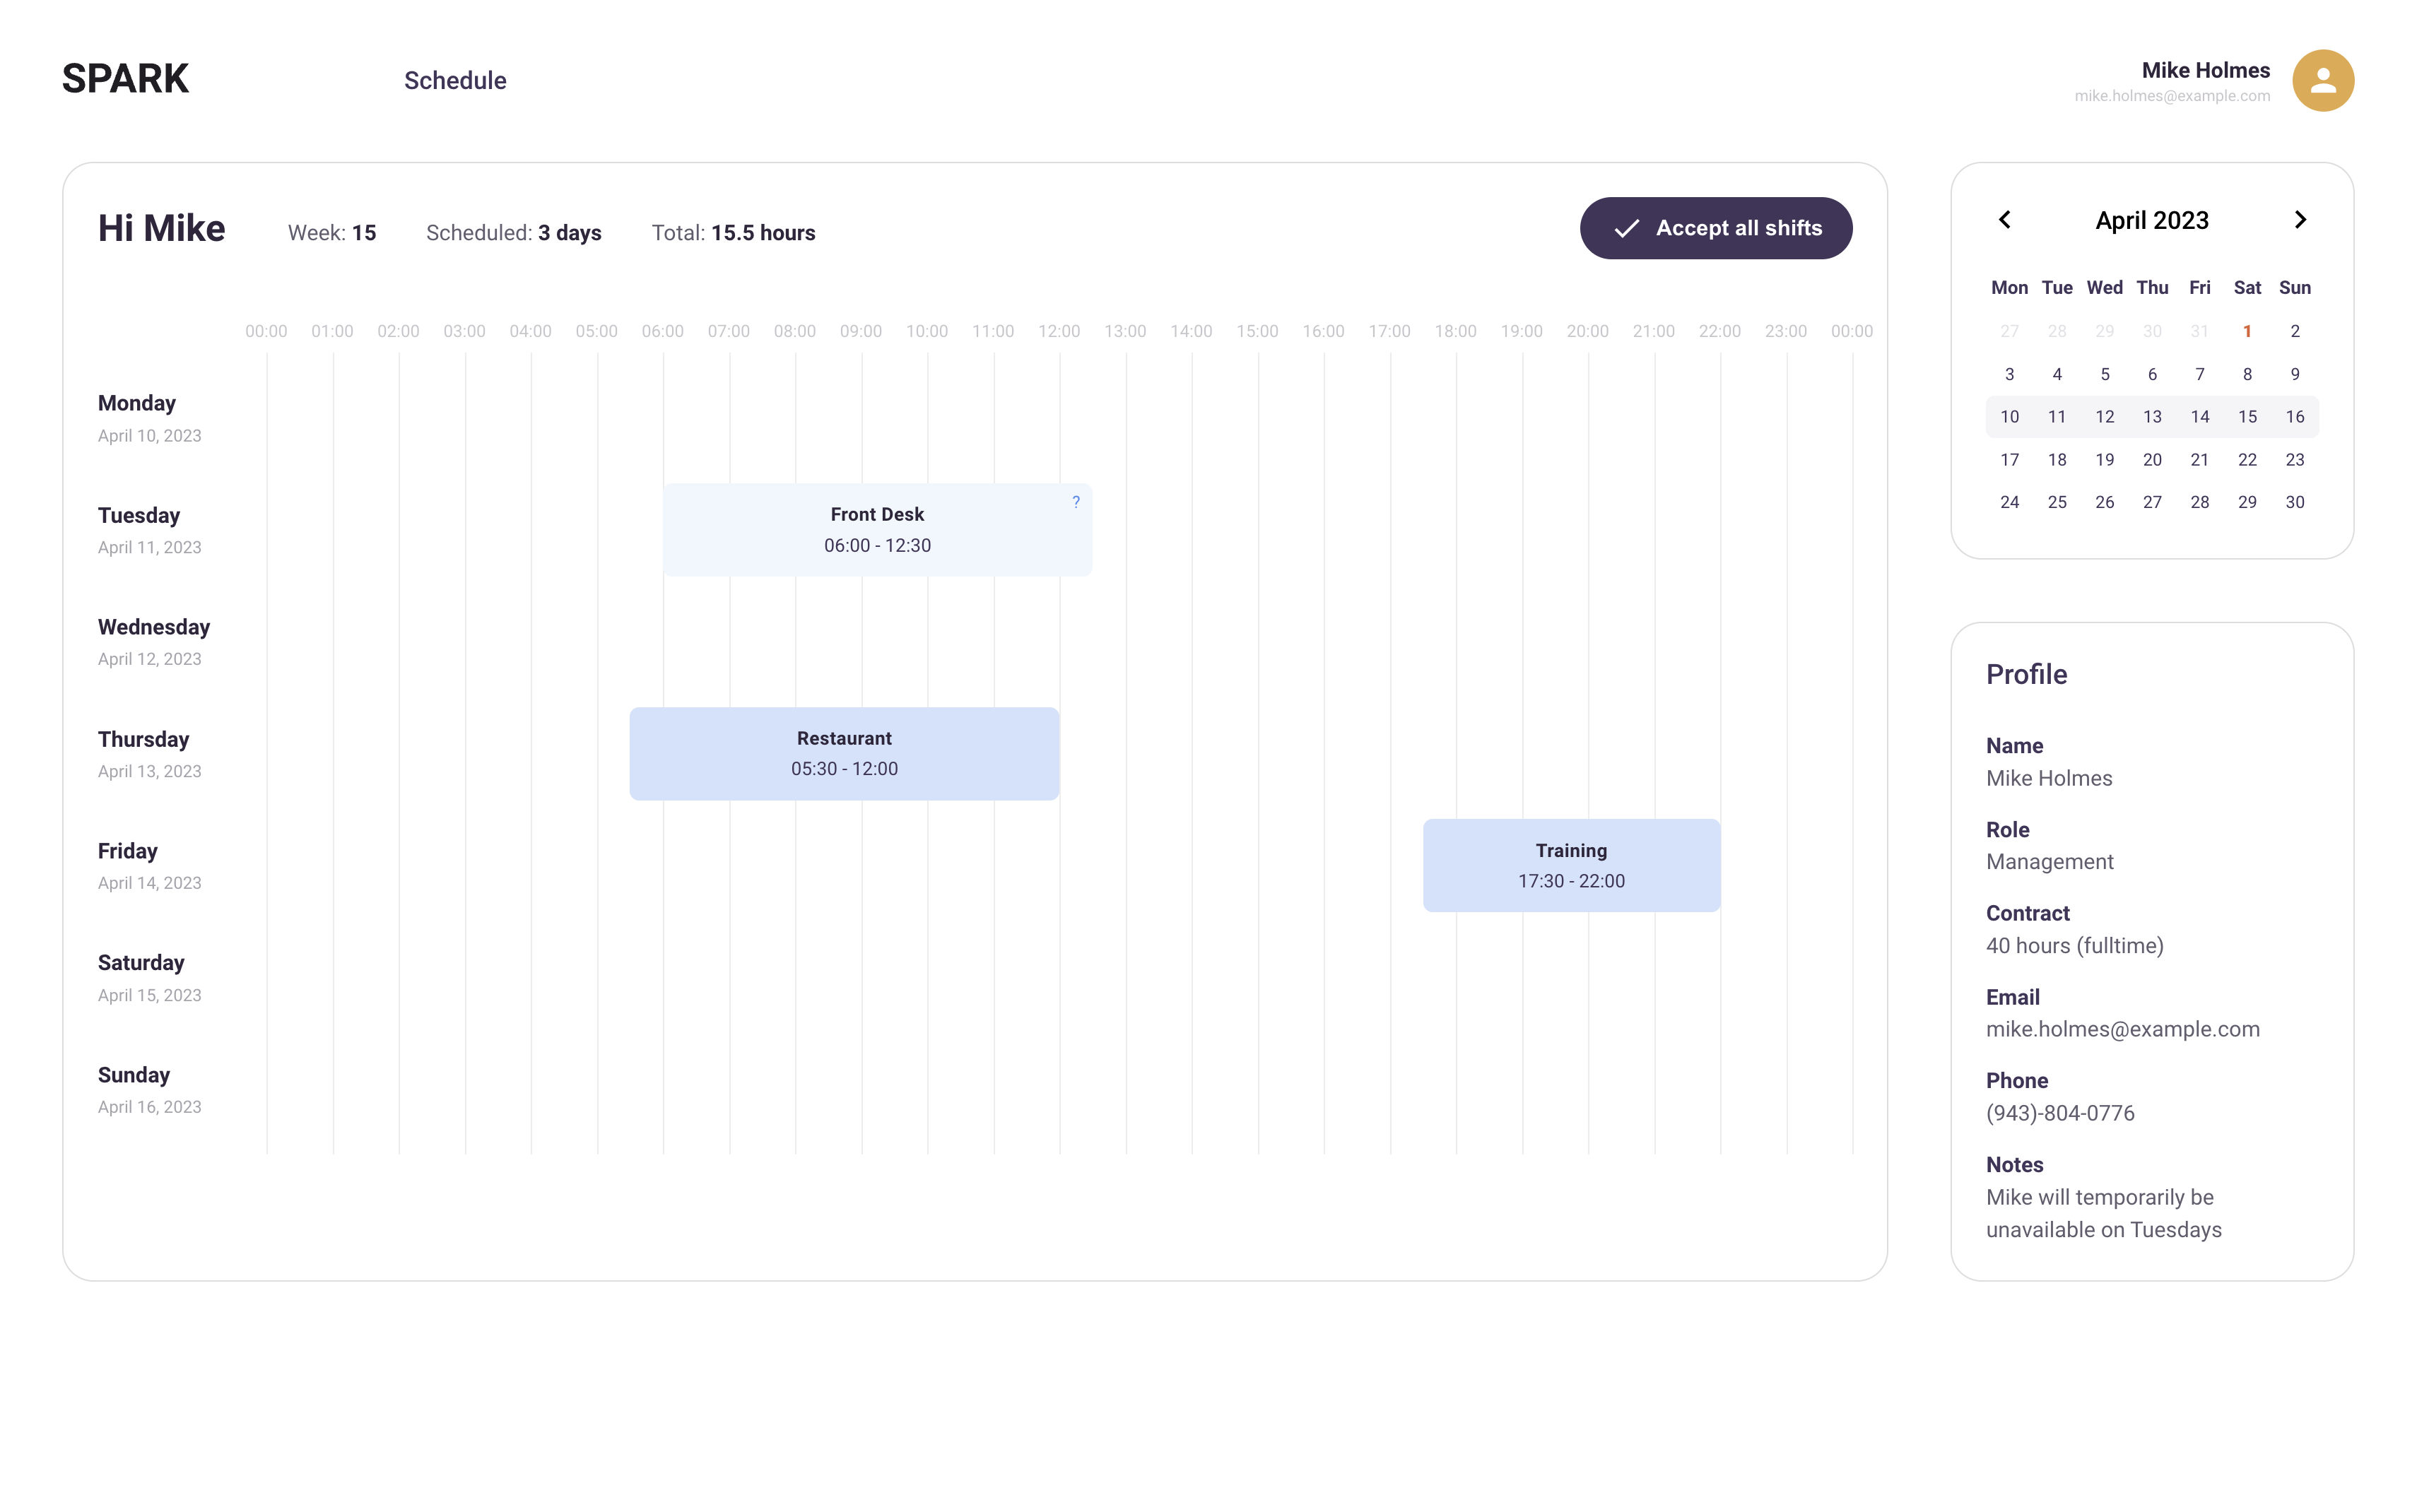 SPARK
Schedule
Mike Holmes
mike.holmes@example.com
Hi Mike
Week: 15
Scheduled: 3 days
Total: 15.5 hours
Accept all shifts
00:00 01:00 02:00 03:00 04:00 05:00 06:00 07:00 08:00 09:00 10:00 11:00 12:00 13:00 14:00 15:00 16:00 17:00 18:00 19:00 20:00 21:00 22:00 23:00 00:00
Monday
April 10, 2023
Tuesday
April 11, 2023
Front Desk
06:00 - 12:30
?
Wednesday
April 12, 2023
Thursday
April 13, 2023
Restaurant
05:30 - 12:00
Friday
April 14, 2023
Training
17:30 - 22:00
Saturday
April 15, 2023
Sunday
April 16, 2023
April 2023
Mon Tue Wed Thu Fri Sat Sun
27 28 29 30 31 1 2
3 4 5 6 7 8 9
10 11 12 13 14 15 16
17 18 19 20 21 22 23
24 25 26 27 28 29 30
Profile
Name
Mike Holmes
Role
Management
Contract
40 hours (fulltime)
Email
mike.holmes@example.com
Phone
(943)-804-0776
Notes
Mike will temporarily be
unavailable on Tuesdays